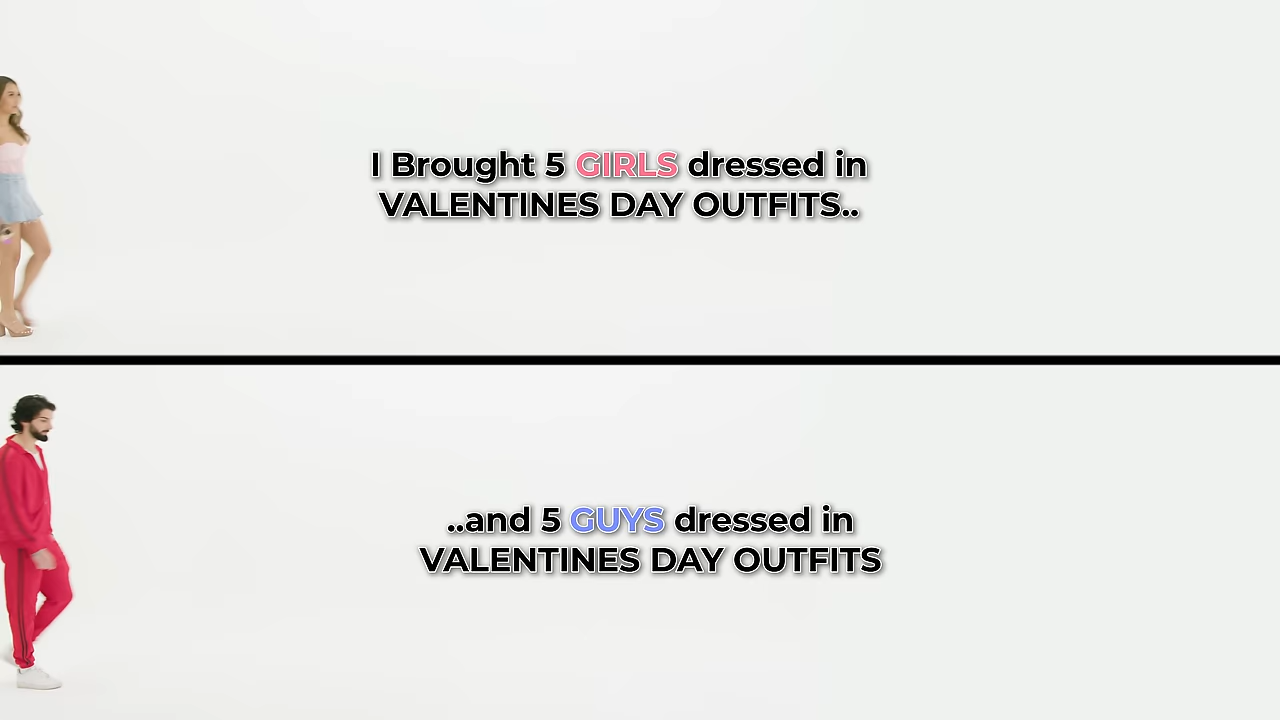 I Brought 5 GIRLS dressed in
VALENTINES DAY OUTFITS..
..and 5 GUYS dressed in
VALENTINES DAY OUTFITS